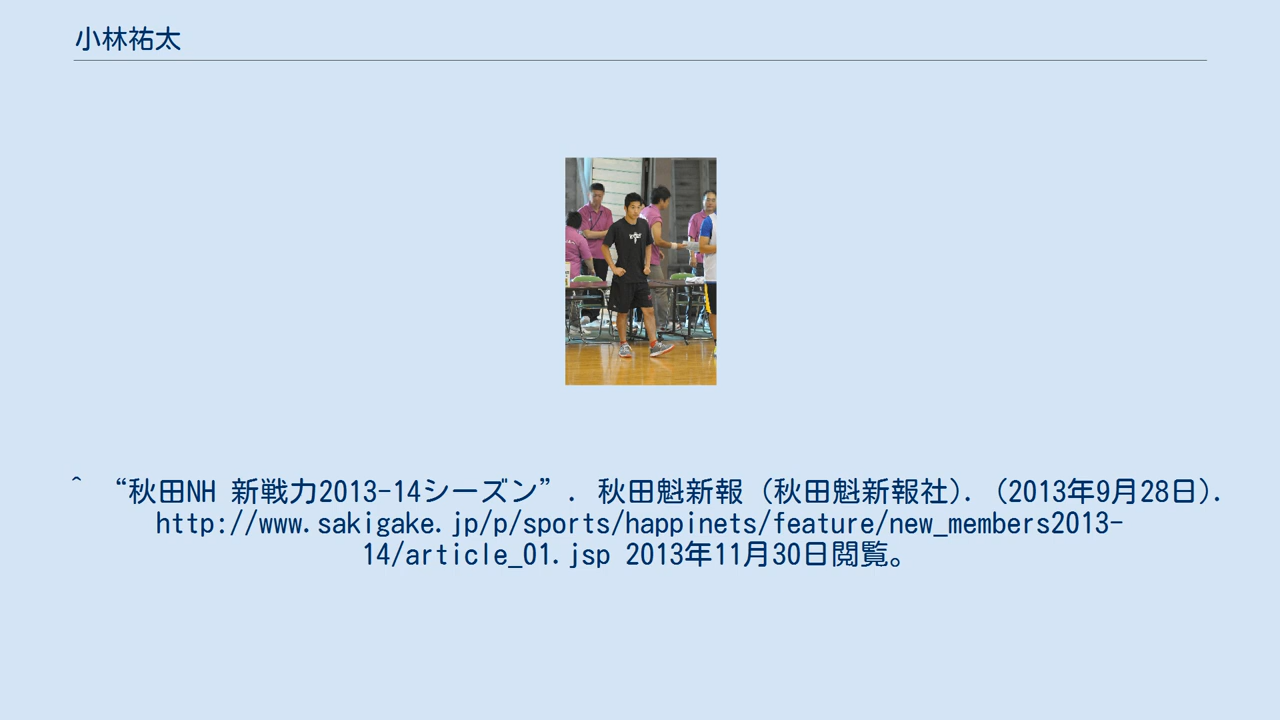 小林祐太
^ “秋田NH 新戦力2013-14シーズン”. 秋田魁新報 (秋田魁新報社). (2013年9月28日).
http://www.sakigake.jp/p/sports/happinets/feature/new_members2013-
14/article_01.jsp 2013年11月30日閲覧。